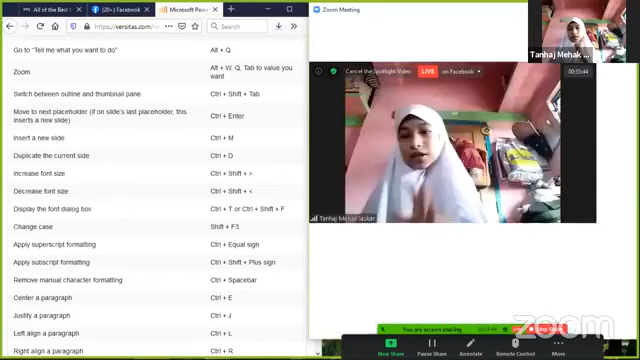 All of the Best
(20+) Facebook
Microsoft Powe
https://versitas.com/
Search
Go to "Tell me what you want to do" Alt + Q
Zoom Alt + W, Q, Tab to value you
want
Switch between outline and thumbnail pane Ctrl + Shift + Tab
Move to next placeholder (if on slide's last placeholder, this
inserts a new slide) Ctrl + Enter
Insert a new slide Ctrl + M
Duplicate the current side Ctrl + D
Increase font size Ctrl + Shift + >
Decrease font size Ctrl + Shift + <
Display the font dialog box Ctrl + T or Ctrl + Shift + F
Change case Shift + F3
Apply superscript formatting Ctrl + Equal sign
Apply subscript formatting Ctrl + Shift + Plus sign
Remove manual character formatting Ctrl + Spacebar
Center a paragraph Ctrl + E
Justify a paragraph Ctrl + J
Left align a paragraph Ctrl + L
Right align a paragraph Ctrl + R
Zoom Meeting
Tanhaj Mehak ...
Cancel the Spotlight Video LIVE on Facebook
00:35:44
Tanhaj Mehak laskar
You are screen sharing Stop Share
New Share Pause Share Annotate Remote Control More
zoom